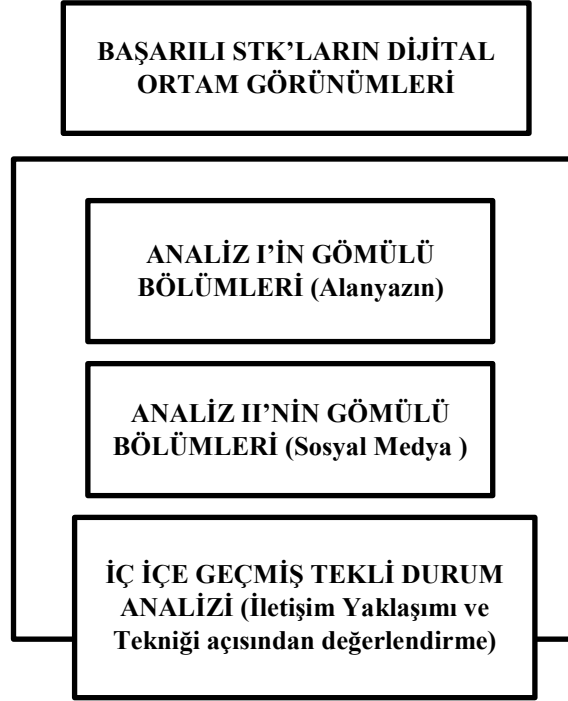 BAŞARILI STK’LARIN DİJİTAL
ORTAM GÖRÜNÜMLERİ
ANALİZ I’İN GÖMÜLÜ
BÖLÜMLERİ (Alanyazın)
ANALİZ II’NİN GÖMÜLÜ
BÖLÜMLERİ (Sosyal Medya )
İÇ İÇE GEÇMİŞ TEKLİ DURUM
ANALİZİ (İletişim Yaklaşımı ve
Tekniği açısından değerlendirme)